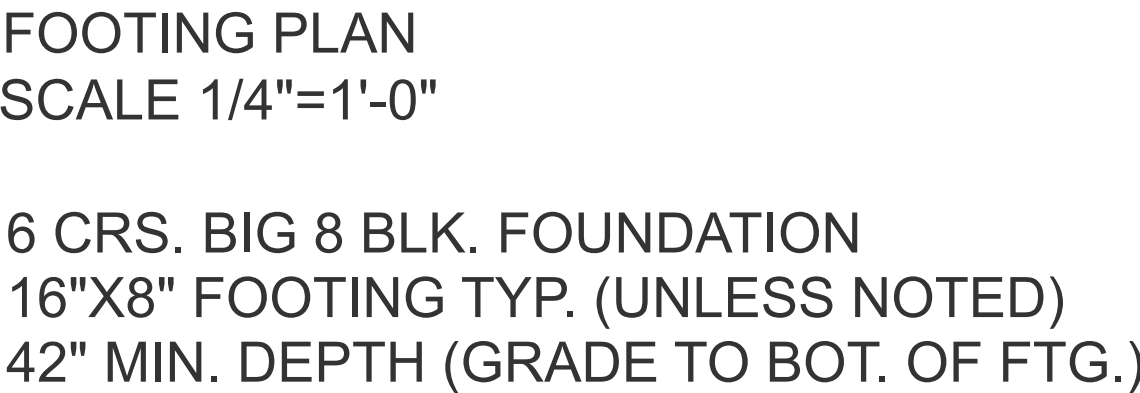 FOOTING PLAN
SCALE 1/4"=1'-0"
6 CRS. BIG 8 BLK. FOUNDATION
16"X8" FOOTING TYP. (UNLESS NOTED)
42" MIN. DEPTH (GRADE TO BOT. OF FTG.)